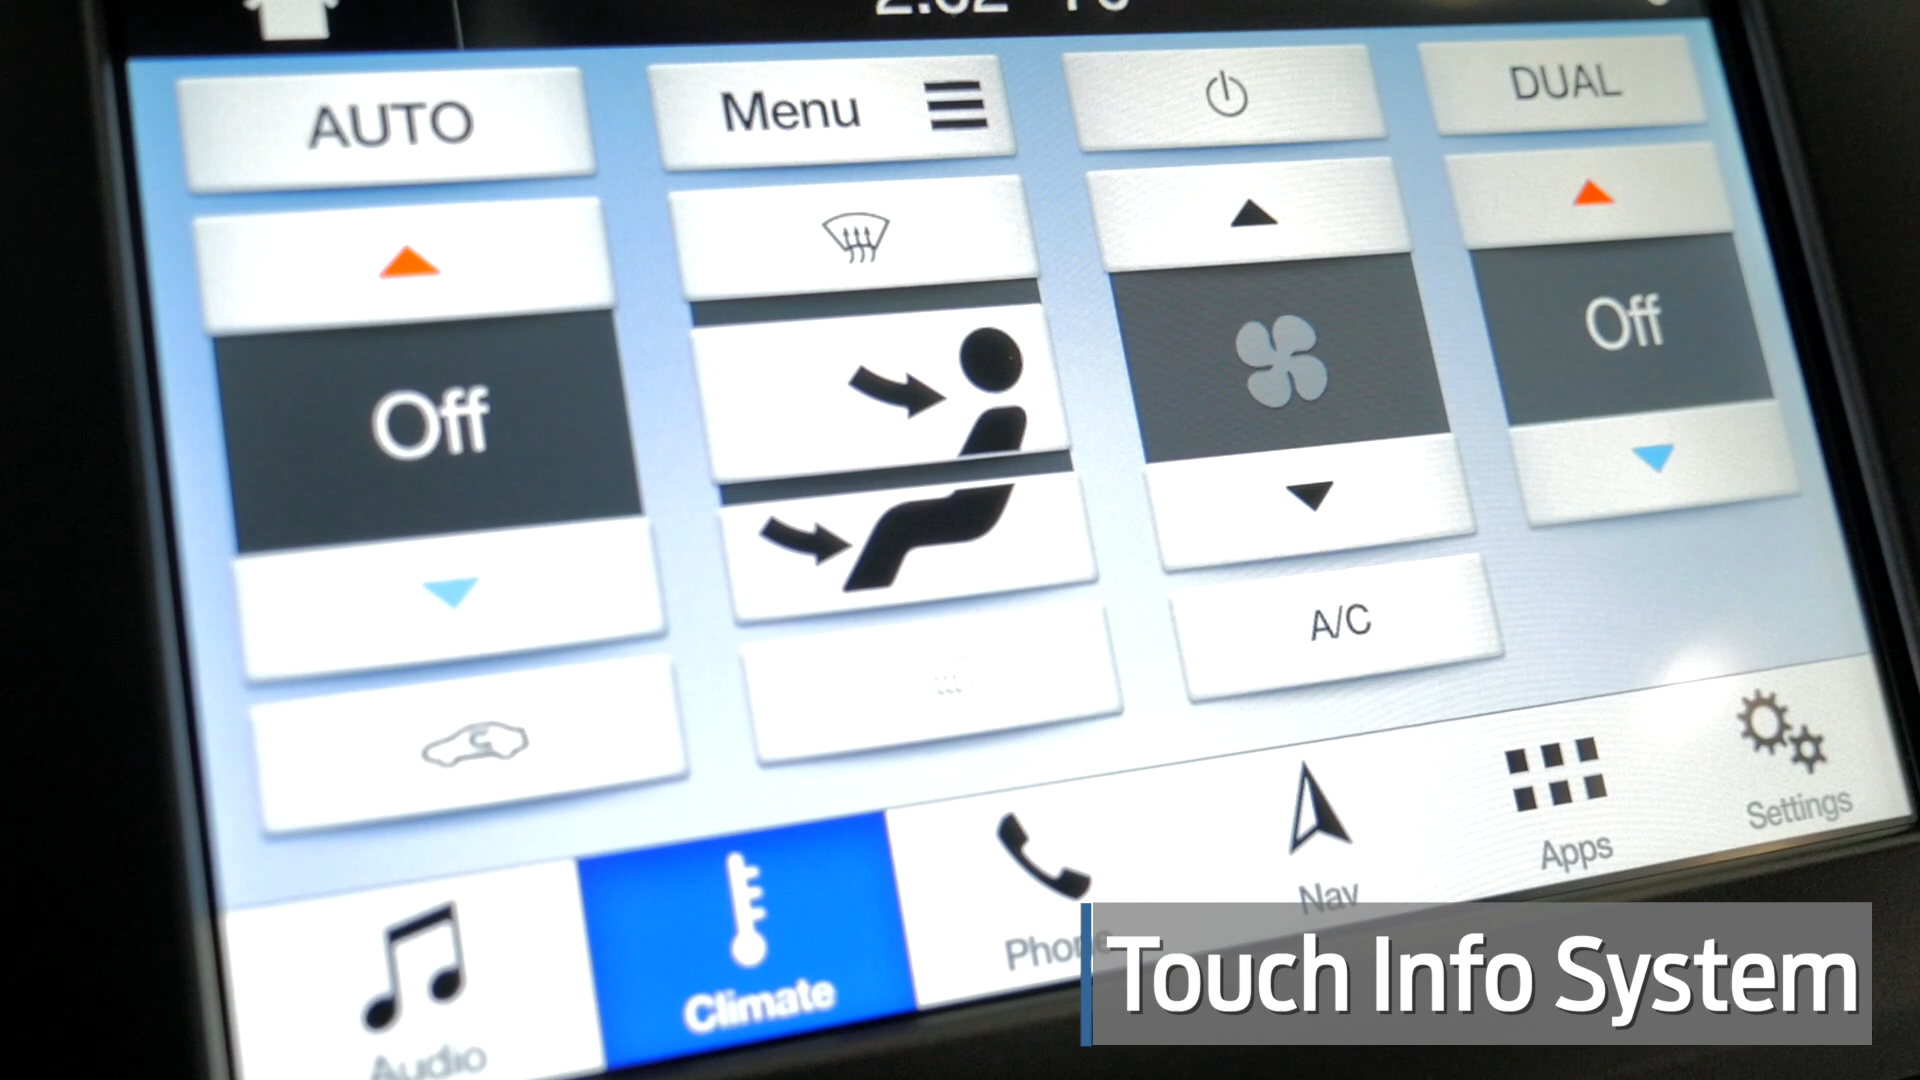 AUTO
Menu
DUAL
Off
Off
A/C
Audio
Climate
Phone
Nav
Apps
Settings
Touch Info System